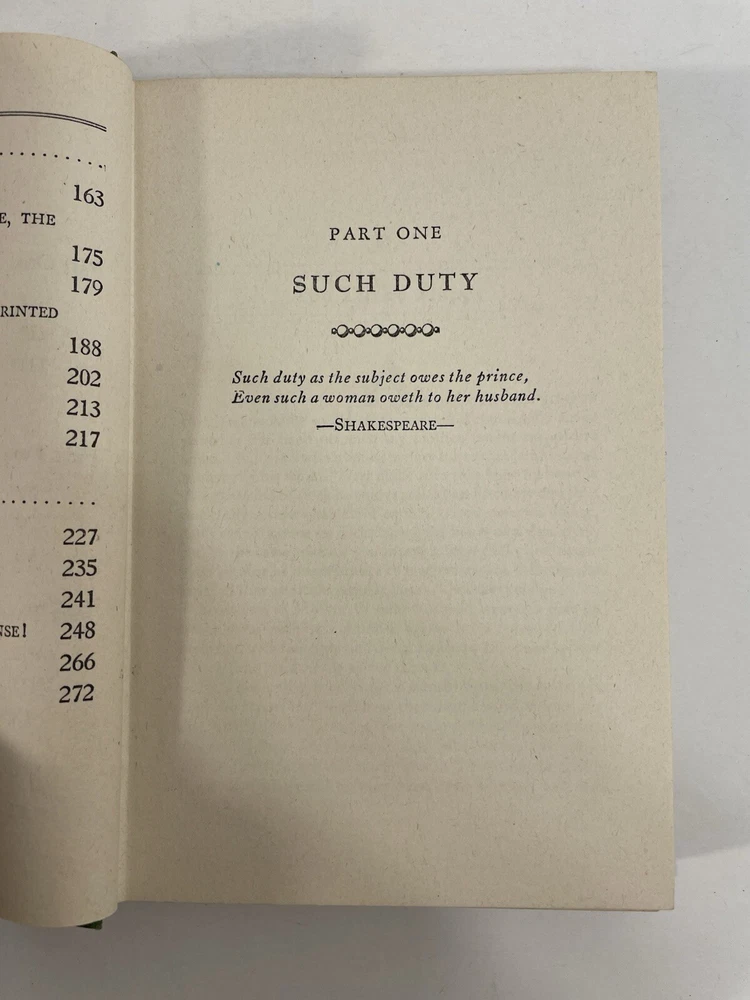 163
E, THE
175
179
RINTED
188
202
213
217
227
235
241
NSE! 248
266
272
PART ONE
SUCH DUTY
Such duty as the subject owes the prince,
Even such a woman oweth to her husband.
—SHAKESPEARE—